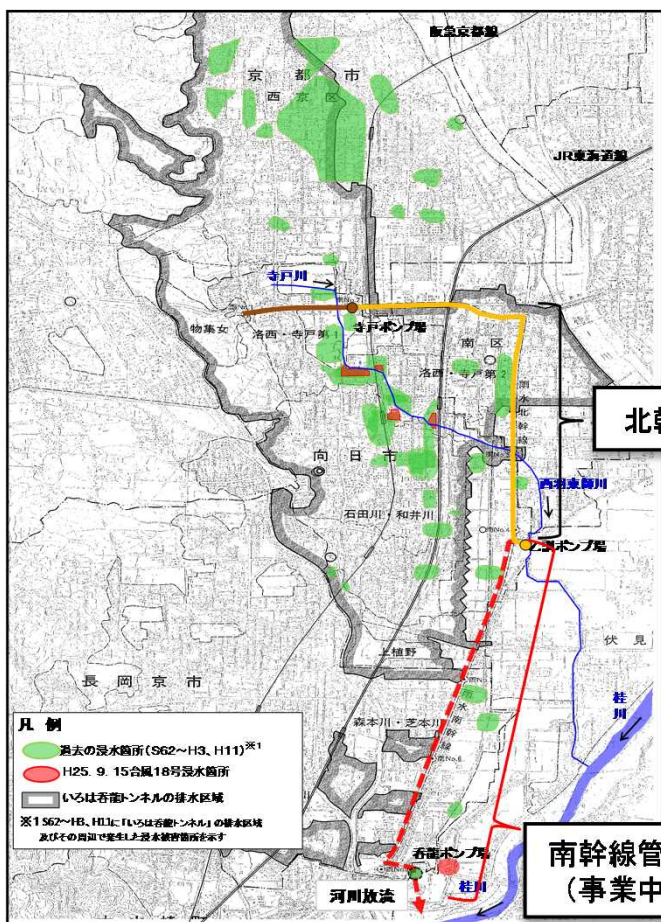 阪急京都線
京都市
西京区
JR東海道線
寺戸川
物集女
寺戸ポンプ場
洛西・寺戸第1
南区
洛西・寺戸第2
雨水北幹線
北幹
向日市
西羽束師川
石田川・和井川
乙訓ポンプ場
伏見
上植野
長岡京市
桂川
森本川・芝本川
雨水南幹線
凡例
過去の浸水箇所(S62～H3、H11)※1
H25.9.15台風18号浸水箇所
いろは呑龍トンネルの排水区域
※1 S62～H3、H11に「いろは呑龍トンネル」の排水区域
及びその周辺で発生した浸水被害箇所を示す
呑龍ポンプ場
河川放流
桂川
南幹線管
(事業中